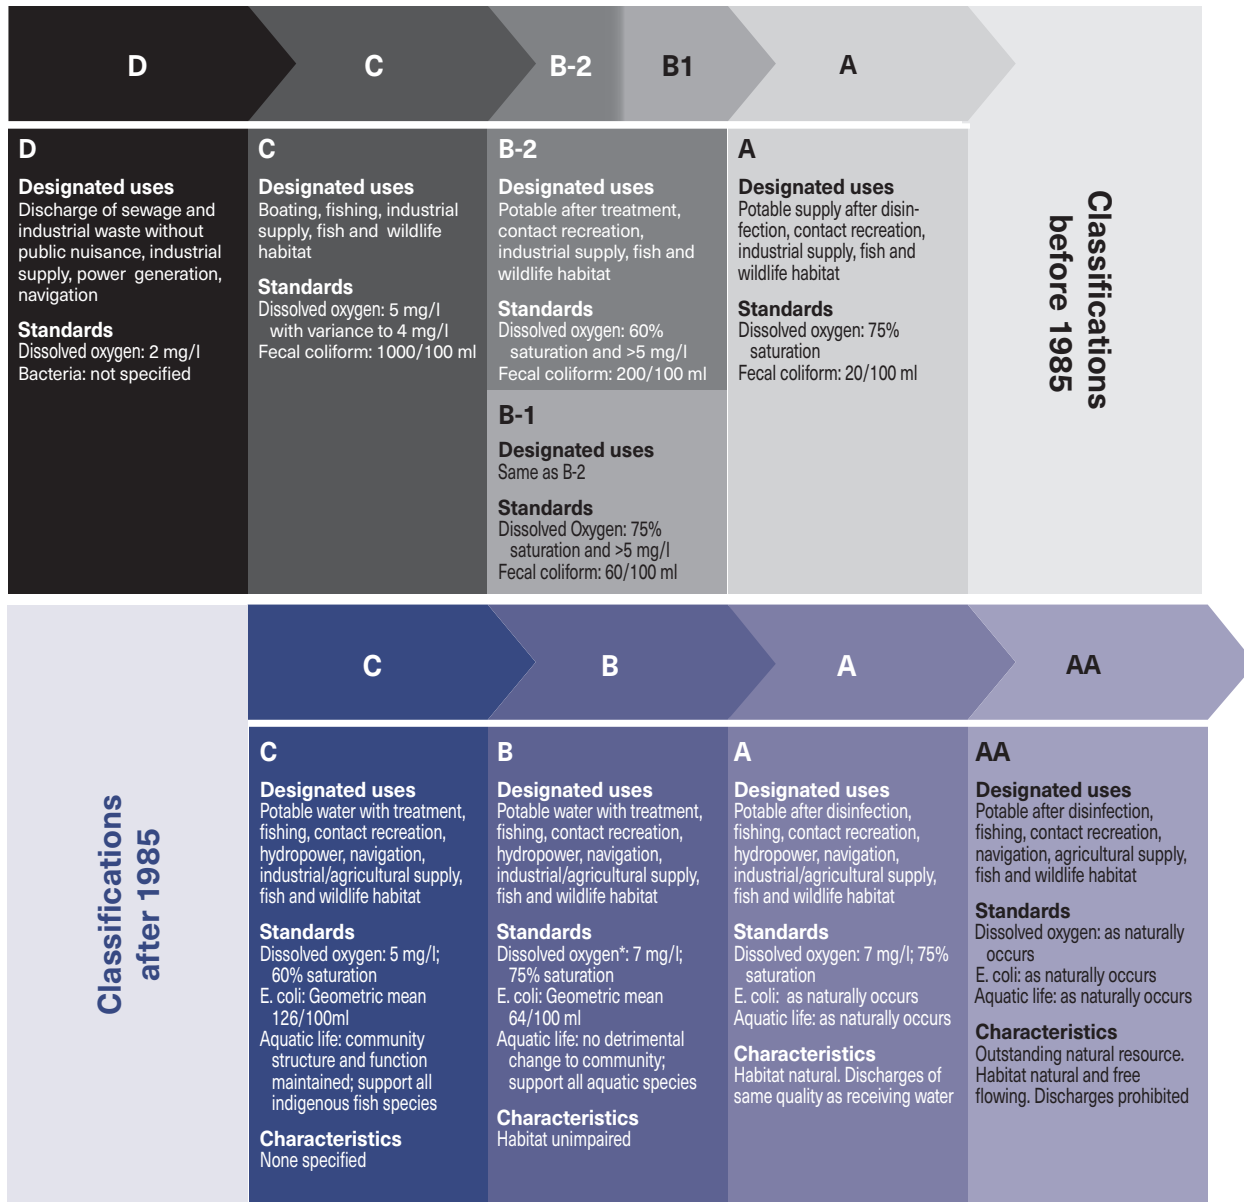 D
C
B-2
B1
A
D
Designated uses
Discharge of sewage and
industrial waste without
public nuisance, industrial
supply, power generation,
navigation
Standards
Dissolved oxygen: 2 mg/l
Bacteria: not specified
C
Designated uses
Boating, fishing, industrial
supply, fish and wildlife
habitat
Standards
Dissolved oxygen: 5 mg/l
with variance to 4 mg/l
Fecal coliform: 1000/100 ml
B-2
Designated uses
Potable after treatment,
contact recreation,
industrial supply, fish and
wildlife habitat
Standards
Dissolved oxygen: 60%
saturation and >5 mg/l
Fecal coliform: 200/100 ml
B-1
Designated uses
Same as B-2
Standards
Dissolved Oxygen: 75%
saturation and >5 mg/l
Fecal coliform: 60/100 ml
A
Designated uses
Potable supply after disin-
fection, contact recreation,
industrial supply, fish and
wildlife habitat
Standards
Dissolved oxygen: 75%
saturation
Fecal coliform: 20/100 ml
Classifications
before 1985
Classifications
after 1985
C
B
A
AA
C
Designated uses
Potable water with treatment,
fishing, contact recreation,
hydropower, navigation,
industrial/agricultural supply,
fish and wildlife habitat
Standards
Dissolved oxygen: 5 mg/l;
60% saturation
E. coli: Geometric mean
126/100ml
Aquatic life: community
structure and function
maintained; support all
indigenous fish species
Characteristics
None specified
B
Designated uses
Potable water with treatment,
fishing, contact recreation,
hydropower, navigation,
industrial/agricultural supply,
fish and wildlife habitat
Standards
Dissolved oxygen*: 7 mg/l;
75% saturation
E. coli: Geometric mean
64/100 ml
Aquatic life: no detrimental
change to community;
support all aquatic species
Characteristics
Habitat unimpaired
A
Designated uses
Potable after disinfection,
fishing, contact recreation,
hydropower, navigation,
industrial/agricultural supply,
fish and wildlife habitat
Standards
Dissolved oxygen: 7 mg/l; 75%
saturation
E. coli: as naturally occurs
Aquatic life: as naturally occurs
Characteristics
Habitat natural. Discharges of
same quality as receiving water
AA
Designated uses
Potable after disinfection,
fishing, contact recreation,
navigation, agricultural supply,
fish and wildlife habitat
Standards
Dissolved oxygen: as naturally
occurs
E. coli: as naturally occurs
Aquatic life: as naturally occurs
Characteristics
Outstanding natural resource.
Habitat natural and free
flowing. Discharges prohibited